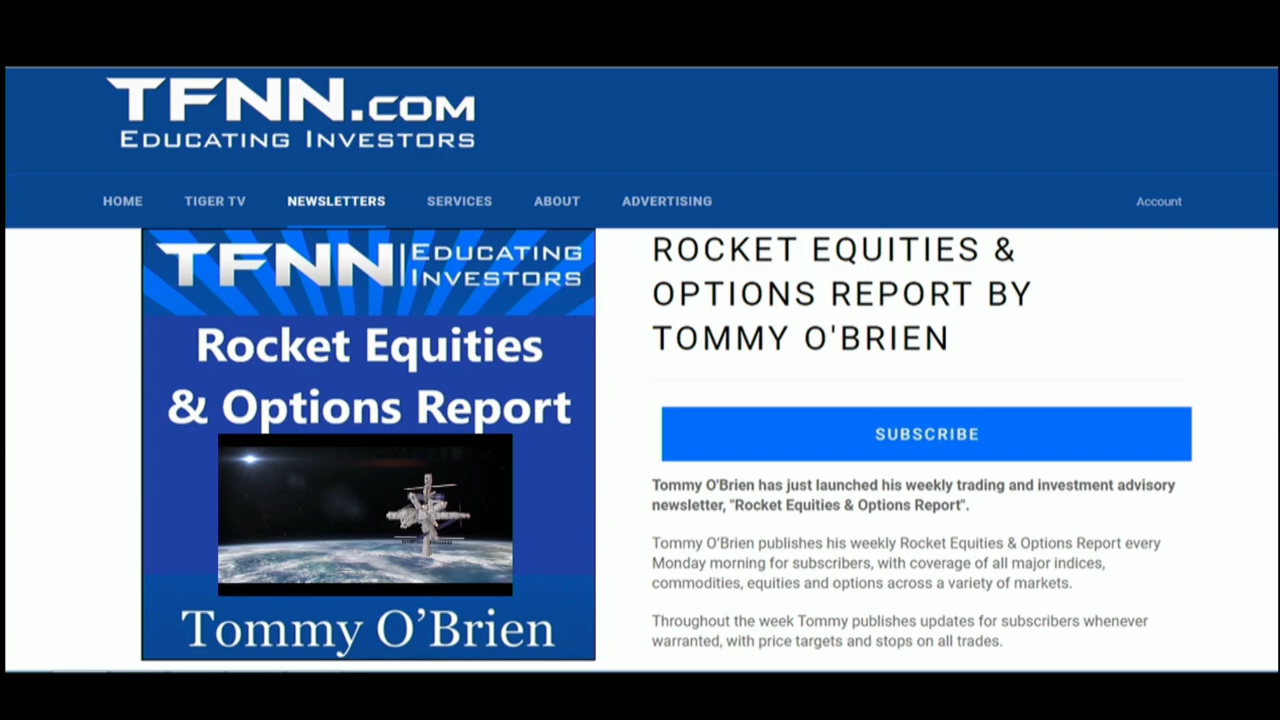 TFNN.COM
EDUCATING INVESTORS
HOME TIGER TV NEWSLETTERS SERVICES ABOUT ADVERTISING Account
TFNN|EDUCATING
INVESTORS
Rocket Equities
& Options Report
Tommy O’Brien
ROCKET EQUITIES &
OPTIONS REPORT BY
TOMMY O'BRIEN
SUBSCRIBE
Tommy O'Brien has just launched his weekly trading and investment advisory
newsletter, "Rocket Equities & Options Report".
Tommy O'Brien publishes his weekly Rocket Equities & Options Report every
Monday morning for subscribers, with coverage of all major indices,
commodities, equities and options across a variety of markets.
Throughout the week Tommy publishes updates for subscribers whenever
warranted, with price targets and stops on all trades.